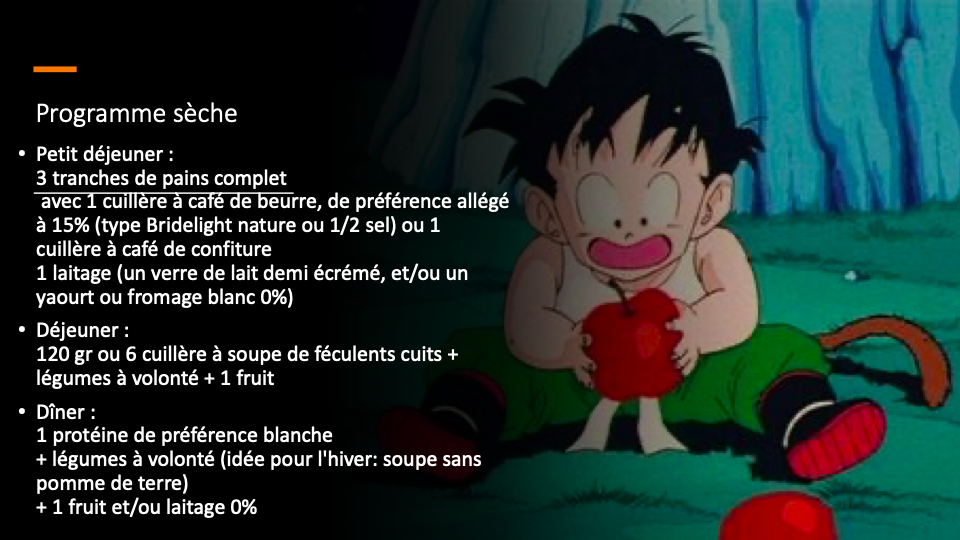 Programme sèche
• Petit déjeuner :
3 tranches de pains complet
avec 1 cuillère à café de beurre, de préférence allégé
à 15% (type Bridelight nature ou 1/2 sel) ou 1
cuillère à café de confiture
1 laitage (un verre de lait demi écrémé, et/ou un
yaourt ou fromage blanc 0%)
• Déjeuner :
120 gr ou 6 cuillère à soupe de féculents cuits +
légumes à volonté + 1 fruit
• Dîner :
1 protéine de préférence blanche
+ légumes à volonté (idée pour l'hiver: soupe sans
pomme de terre)
+ 1 fruit et/ou laitage 0%